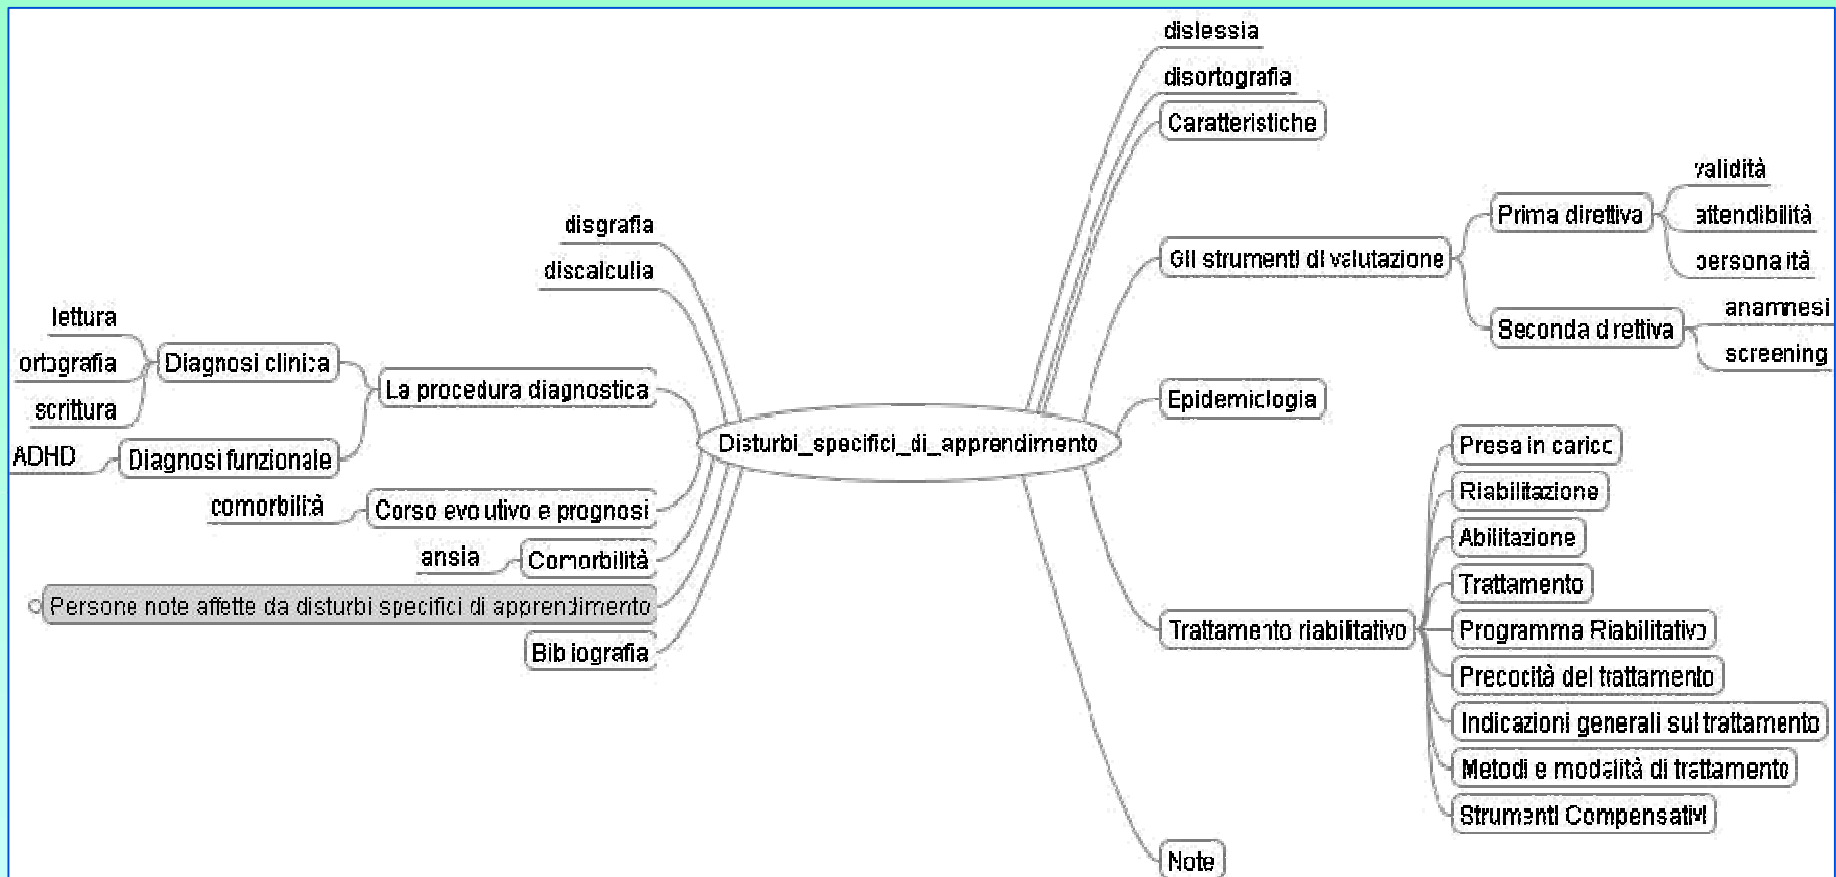 dislessia
disortografia
Caratteristiche
validità
attendibilità
personalità
Prima direttiva
Gli strumenti di valutazione
anamnesi
Seconda direttiva
screening
Epidemiologia
Presa in carico
Riabilitazione
Abilitazione
Trattamento
Trattamento riabilitativo
Programma Riabilitativo
Precocità del trattamento
Indicazioni generali sul trattamento
Metodi e modalità di trattamento
Strumenti Compensativi
Note
Disturbi_specifici_di_apprendimento
disgrafia
discalculia
lettura
ortografia
scrittura
Diagnosi clinica
La procedura diagnostica
ADHD
Diagnosi funzionale
comorbilità
Corso evolutivo e prognosi
ansia
Comorbilità
Persone note affette da disturbi specifici di apprendimento
Bibliografia